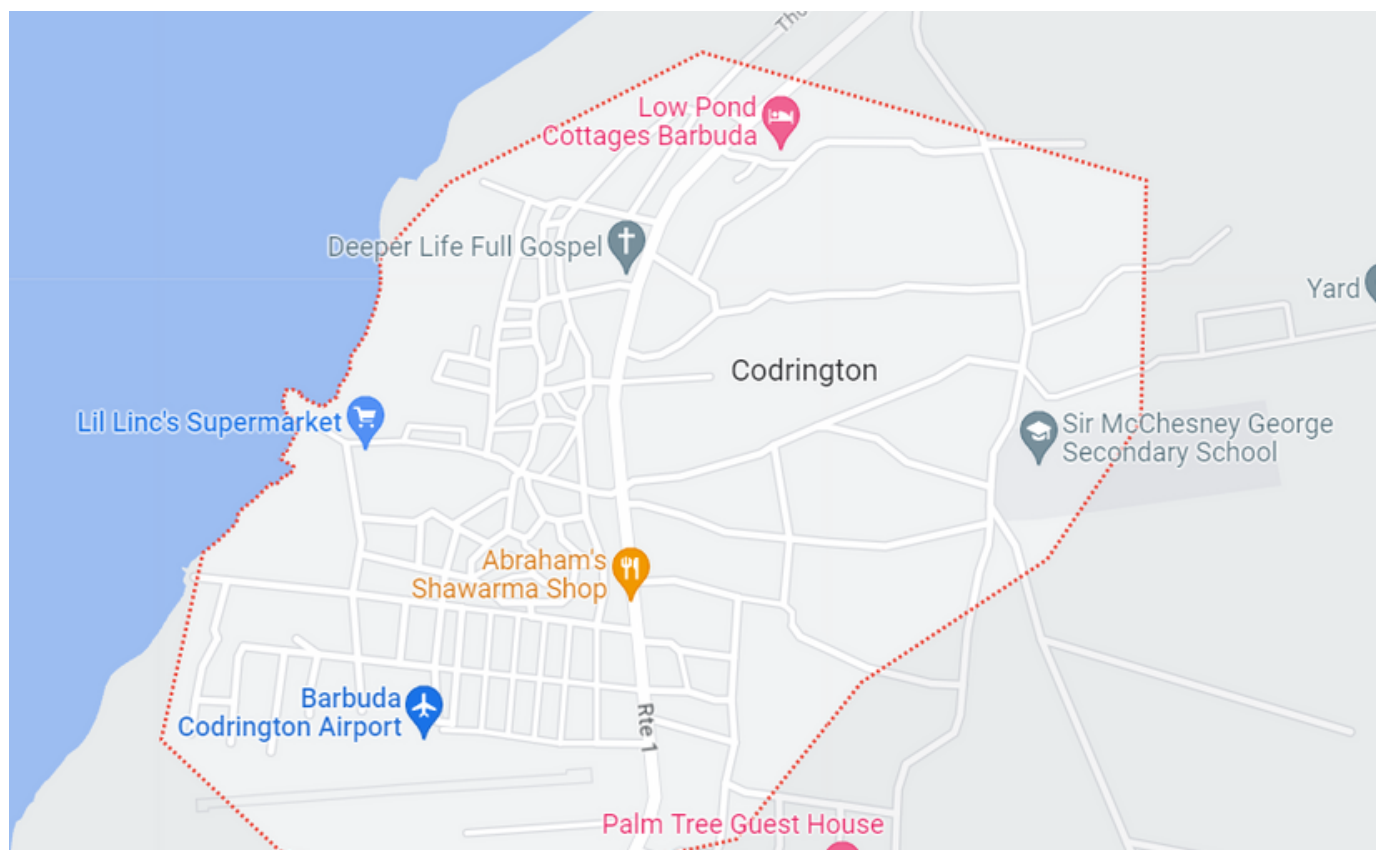 Low Pond
Cottages Barbuda
Deeper Life Full Gospel
Yard
Codrington
Lil Linc's Supermarket
Sir McChesney George
Secondary School
Abraham's
Shawarma Shop
Barbuda
Codrington Airport
Rte 1
Palm Tree Guest House